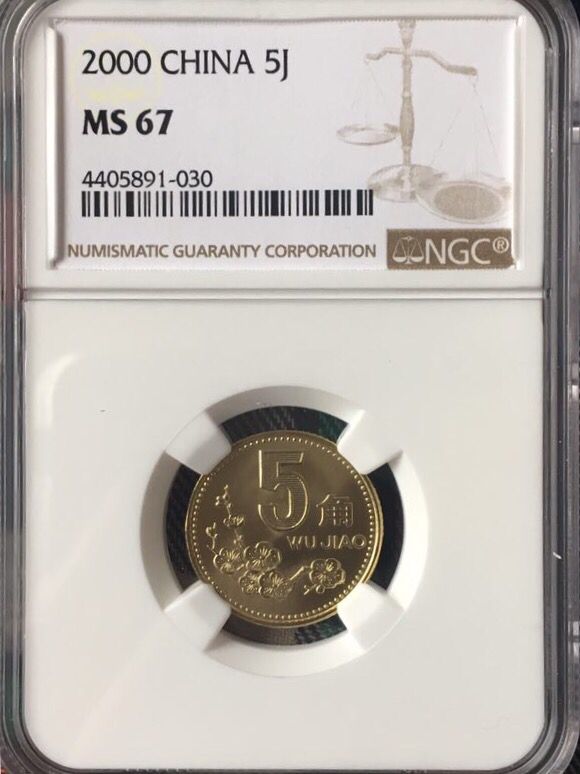 2000 CHINA 5J
MS 67
4405891-030
NUMISMATIC GUARANTY CORPORATION
NGC®
5角
WU JIAO